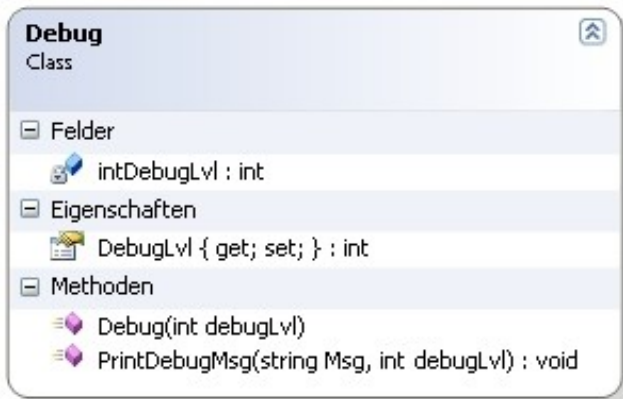 Debug
Class
Felder
intDebugLvl : int
Eigenschaften
DebugLvl { get; set; } : int
Methoden
Debug(int debugLvl)
PrintDebugMsg(string Msg, int debugLvl) : void